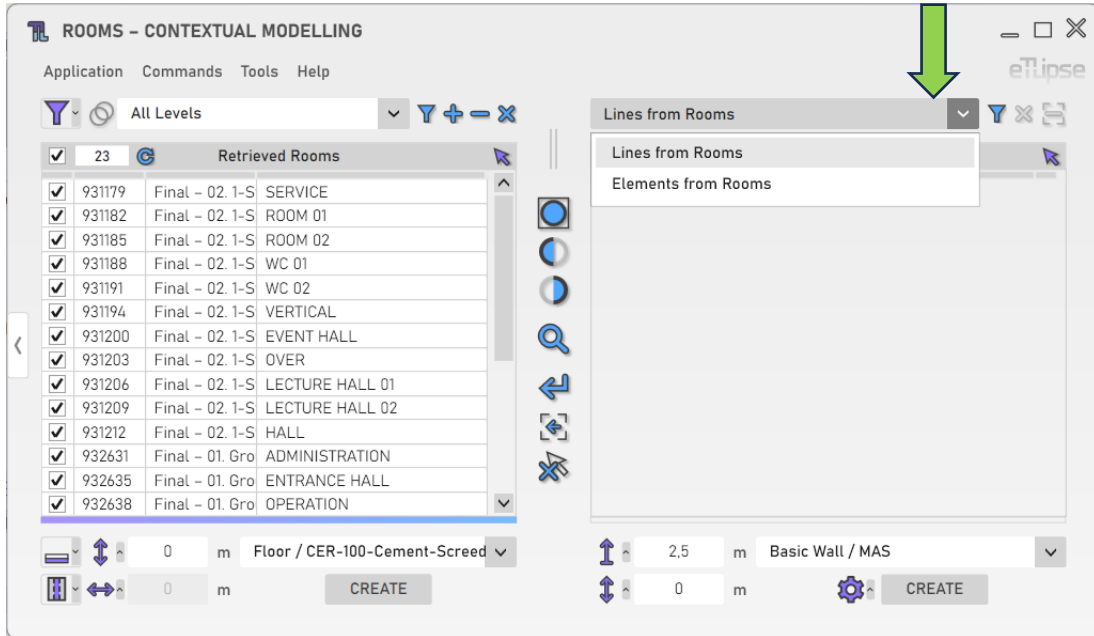 ROOMS – CONTEXTUAL MODELLING
Application Commands Tools Help
eTLipse
All Levels
Lines from Rooms
23 Retrieved Rooms
Lines from Rooms
Elements from Rooms
931179 Final – 02. 1-S SERVICE
931182 Final – 02. 1-S ROOM 01
931185 Final – 02. 1-S ROOM 02
931188 Final – 02. 1-S WC 01
931191 Final – 02. 1-S WC 02
931194 Final – 02. 1-S VERTICAL
931200 Final – 02. 1-S EVENT HALL
931203 Final – 02. 1-S OVER
931206 Final – 02. 1-S LECTURE HALL 01
931209 Final – 02. 1-S LECTURE HALL 02
931212 Final – 02. 1-S HALL
932631 Final – 01. Gro ADMINISTRATION
932635 Final – 01. Gro ENTRANCE HALL
932638 Final – 01. Gro OPERATION
0 m Floor / CER-100-Cement-Screed
0 m CREATE
2,5 m Basic Wall / MAS
0 m CREATE